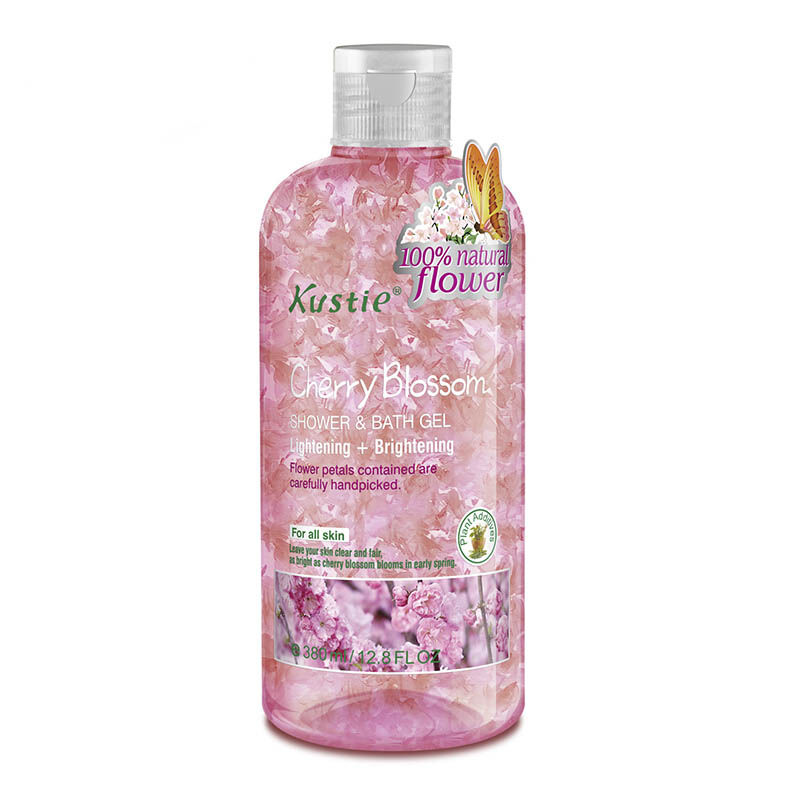 100% natural
flower
Kustie®
Cherry Blossom
SHOWER & BATH GEL
Lightening + Brightening
Flower petals contained are
carefully handpicked.
For all skin
Leave your skin clear and fair,
as bright as cherry blossom blooms in early spring.
Plant Additives
380 ml / 12.8 FL OZ